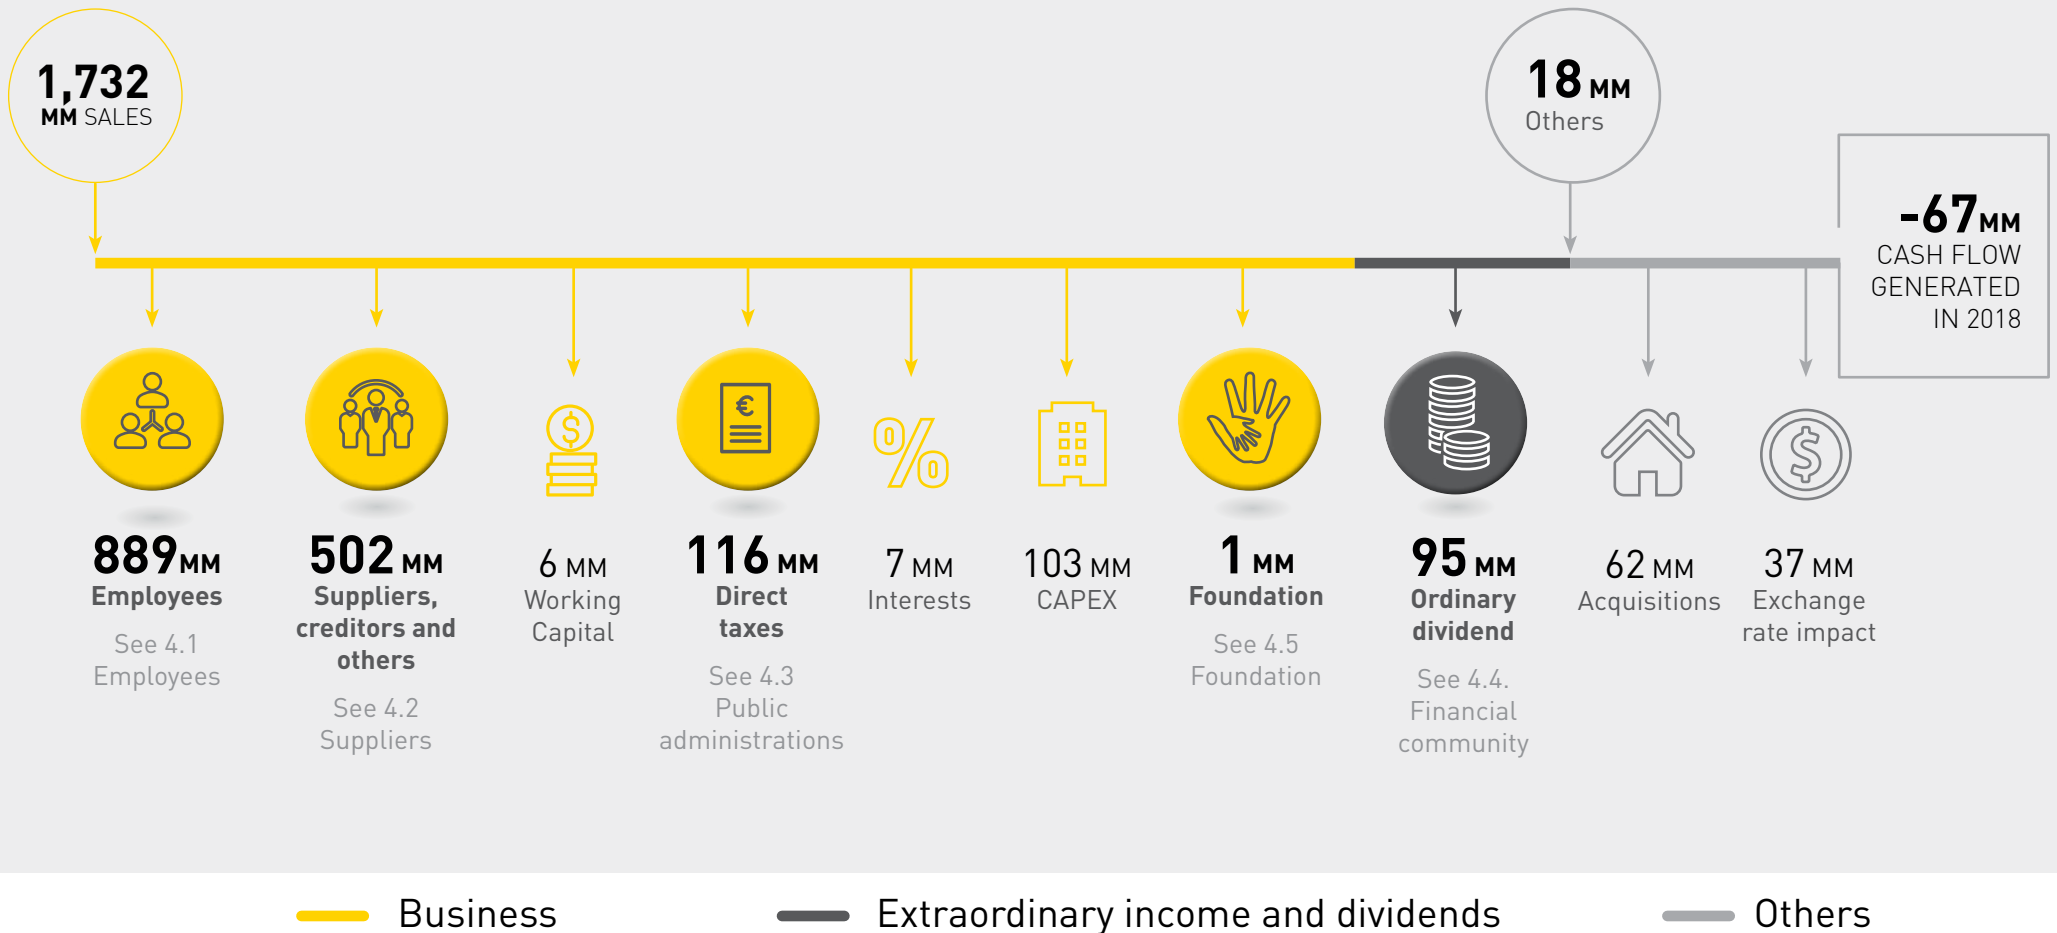 1,732
MM SALES
18 MM
Others
-67MM
CASH FLOW
GENERATED
IN 2018
€
$
%
$
889MM
Employees
See 4.1
Employees
502 MM
Suppliers,
creditors and
others
See 4.2
Suppliers
6 MM
Working
Capital
116 MM
Direct
taxes
See 4.3
Public
administrations
7 MM
Interests
103 MM
CAPEX
1 MM
Foundation
See 4.5
Foundation
95 MM
Ordinary
dividend
See 4.4.
Financial
community
62 MM
Acquisitions
37 MM
Exchange
rate impact
Business
Extraordinary income and dividends
Others